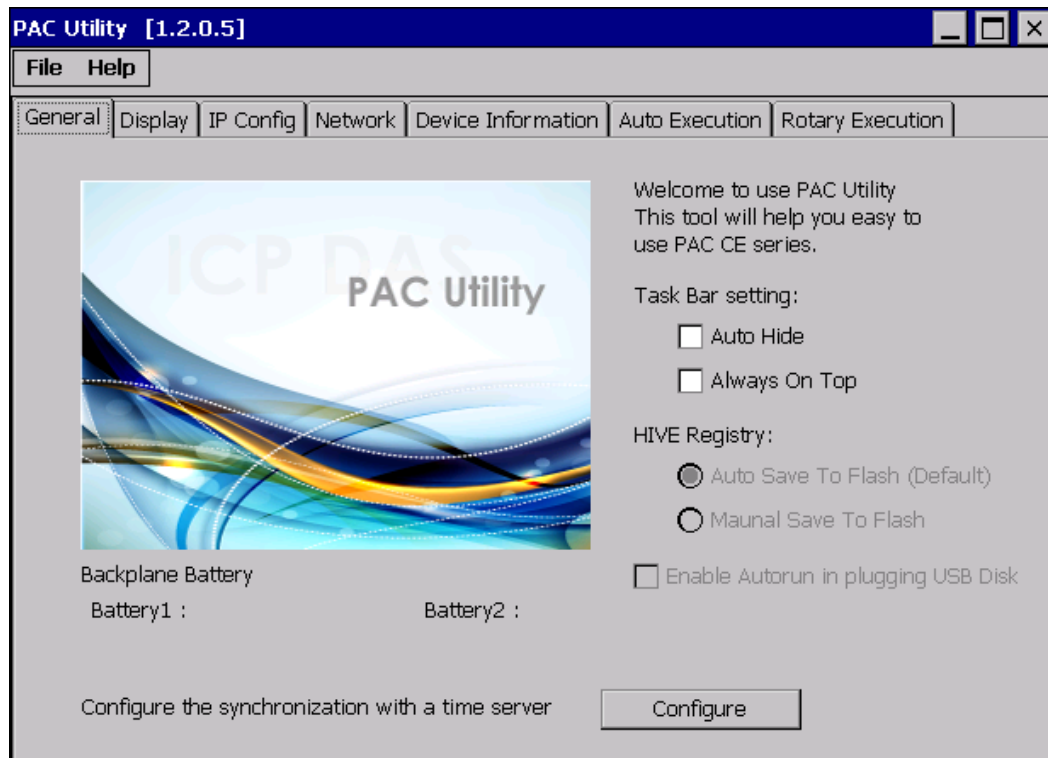 PAC Utility [1.2.0.5]
File Help
General Display IP Config Network Device Information Auto Execution Rotary Execution
ICP DAS
PAC Utility
Welcome to use PAC Utility
This tool will help you easy to
use PAC CE series.
Task Bar setting:
Auto Hide
Always On Top
HIVE Registry:
Auto Save To Flash (Default)
Maunal Save To Flash
Enable Autorun in plugging USB Disk
Backplane Battery
Battery1 : Battery2 :
Configure the synchronization with a time server Configure